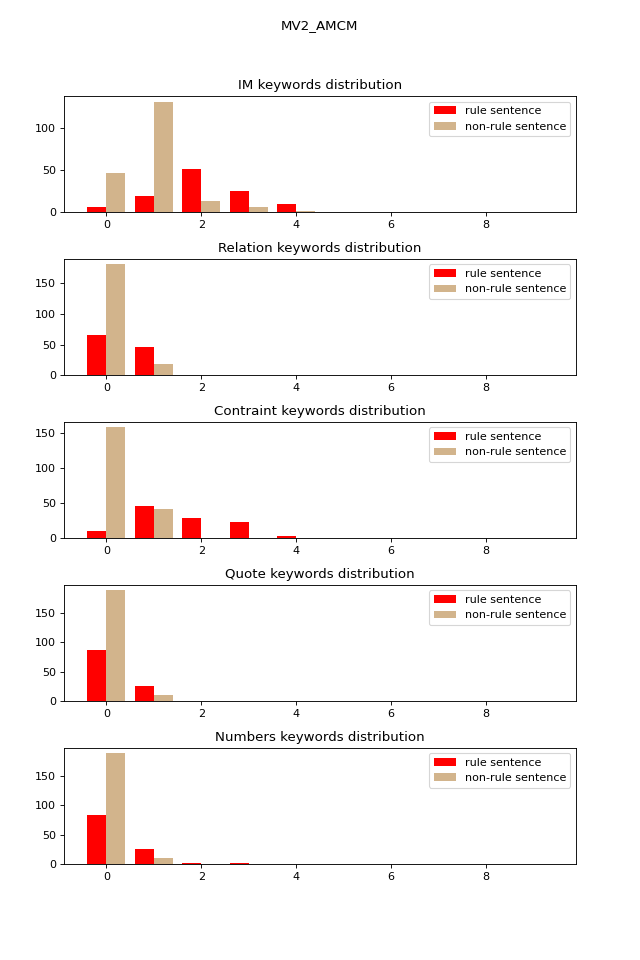 MV2_AMCM
IM keywords distribution
rule sentence
non-rule sentence
100
50
0
0 2 4 6 8
Relation keywords distribution
rule sentence
non-rule sentence
150
100
50
0
0 2 4 6 8
Contraint keywords distribution
rule sentence
non-rule sentence
150
100
50
0
0 2 4 6 8
Quote keywords distribution
rule sentence
non-rule sentence
150
100
50
0
0 2 4 6 8
Numbers keywords distribution
rule sentence
non-rule sentence
150
100
50
0
0 2 4 6 8